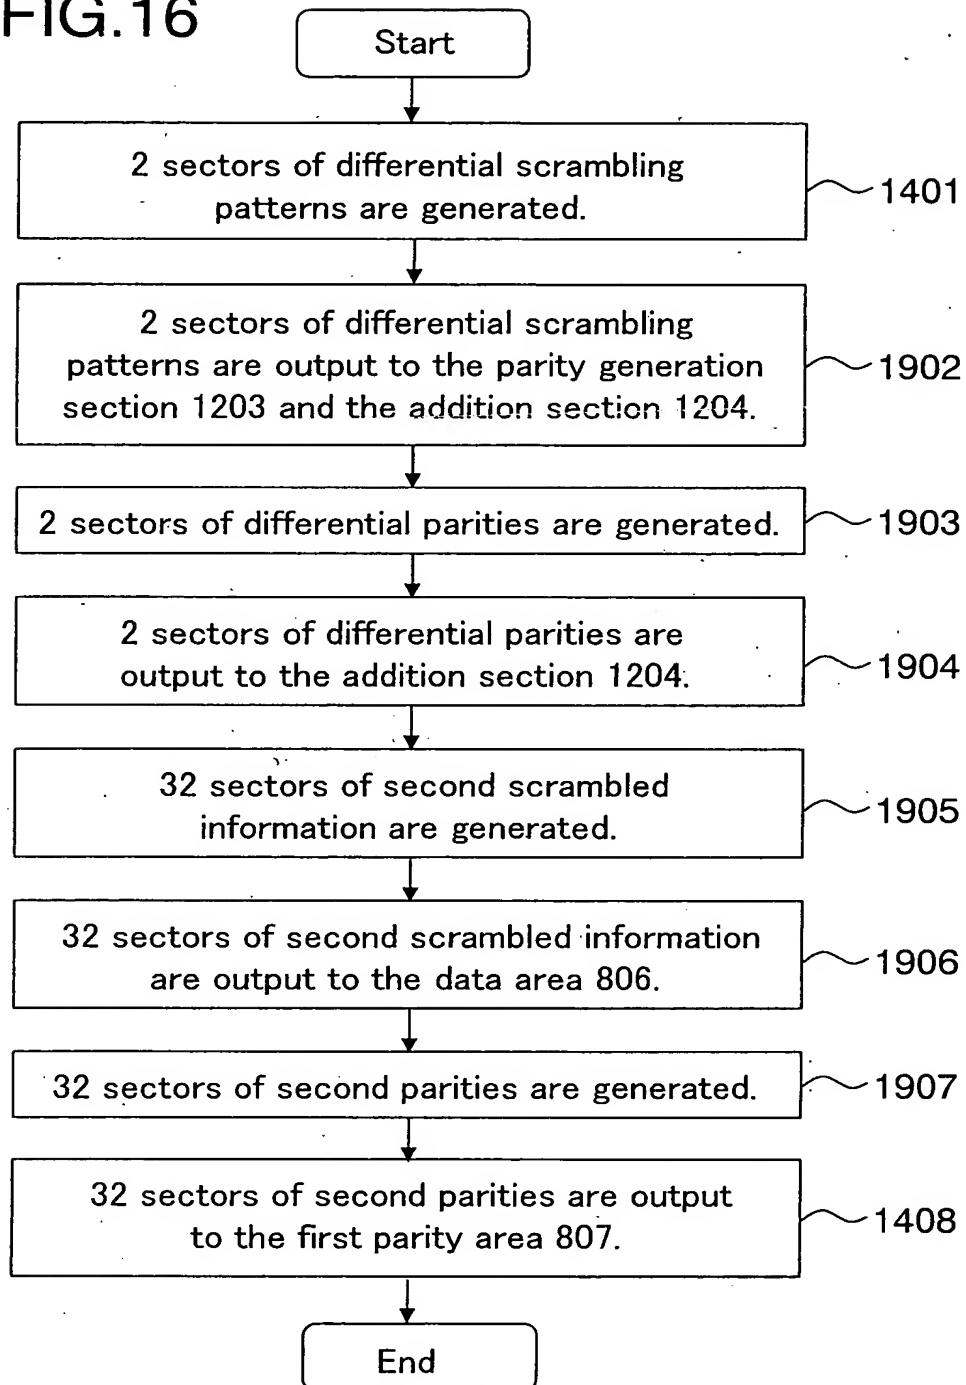 FIG.16
Start
2 sectors of differential scrambling
patterns are generated.
1401
2 sectors of differential scrambling
patterns are output to the parity generation
section 1203 and the addition section 1204.
1902
2 sectors of differential parities are generated.
1903
2 sectors of differential parities are
output to the addition section 1204.
1904
32 sectors of second scrambled
information are generated.
1905
32 sectors of second scrambled information
are output to the data area 806.
1906
32 sectors of second parities are generated.
1907
32 sectors of second parities are output
to the first parity area 807.
1408
End